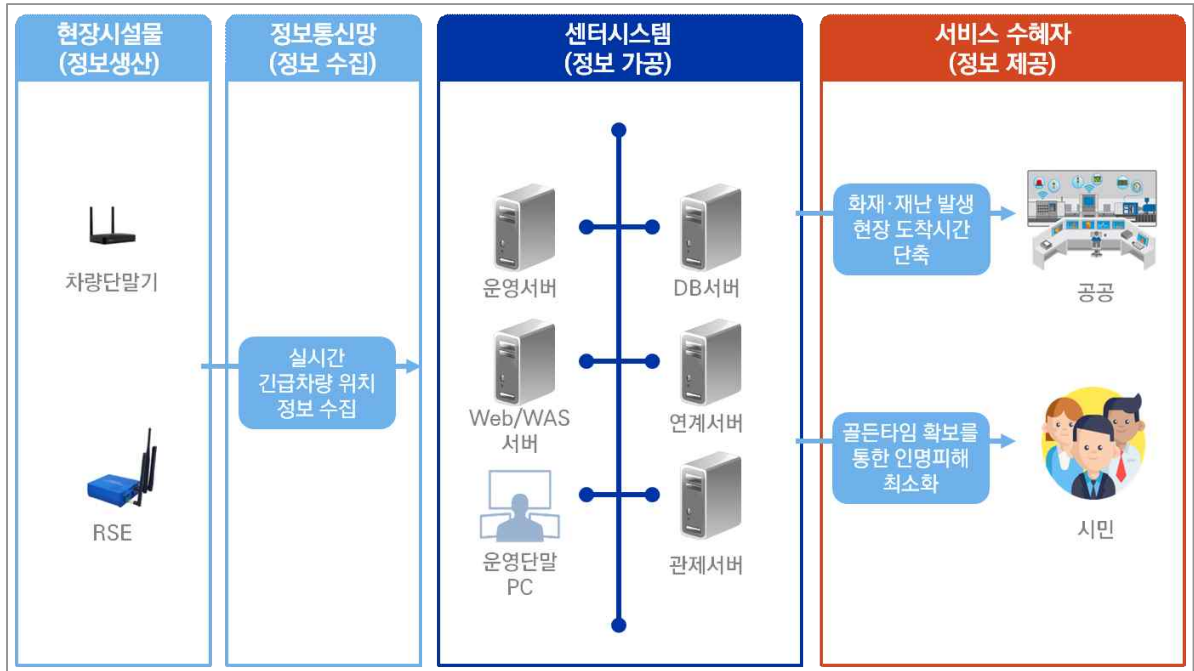 현장시설물
(정보생산)
정보통신망
(정보 수집)
센터시스템
(정보 가공)
서비스 수혜자
(정보 제공)
차량단말기
RSE
실시간
긴급차량 위치
정보 수집
운영서버
DB서버
Web/WAS
서버
연계서버
운영단말
PC
관제서버
화재·재난 발생
현장 도착시간
단축
공공
골든타임 확보를
통한 인명피해
최소화
시민